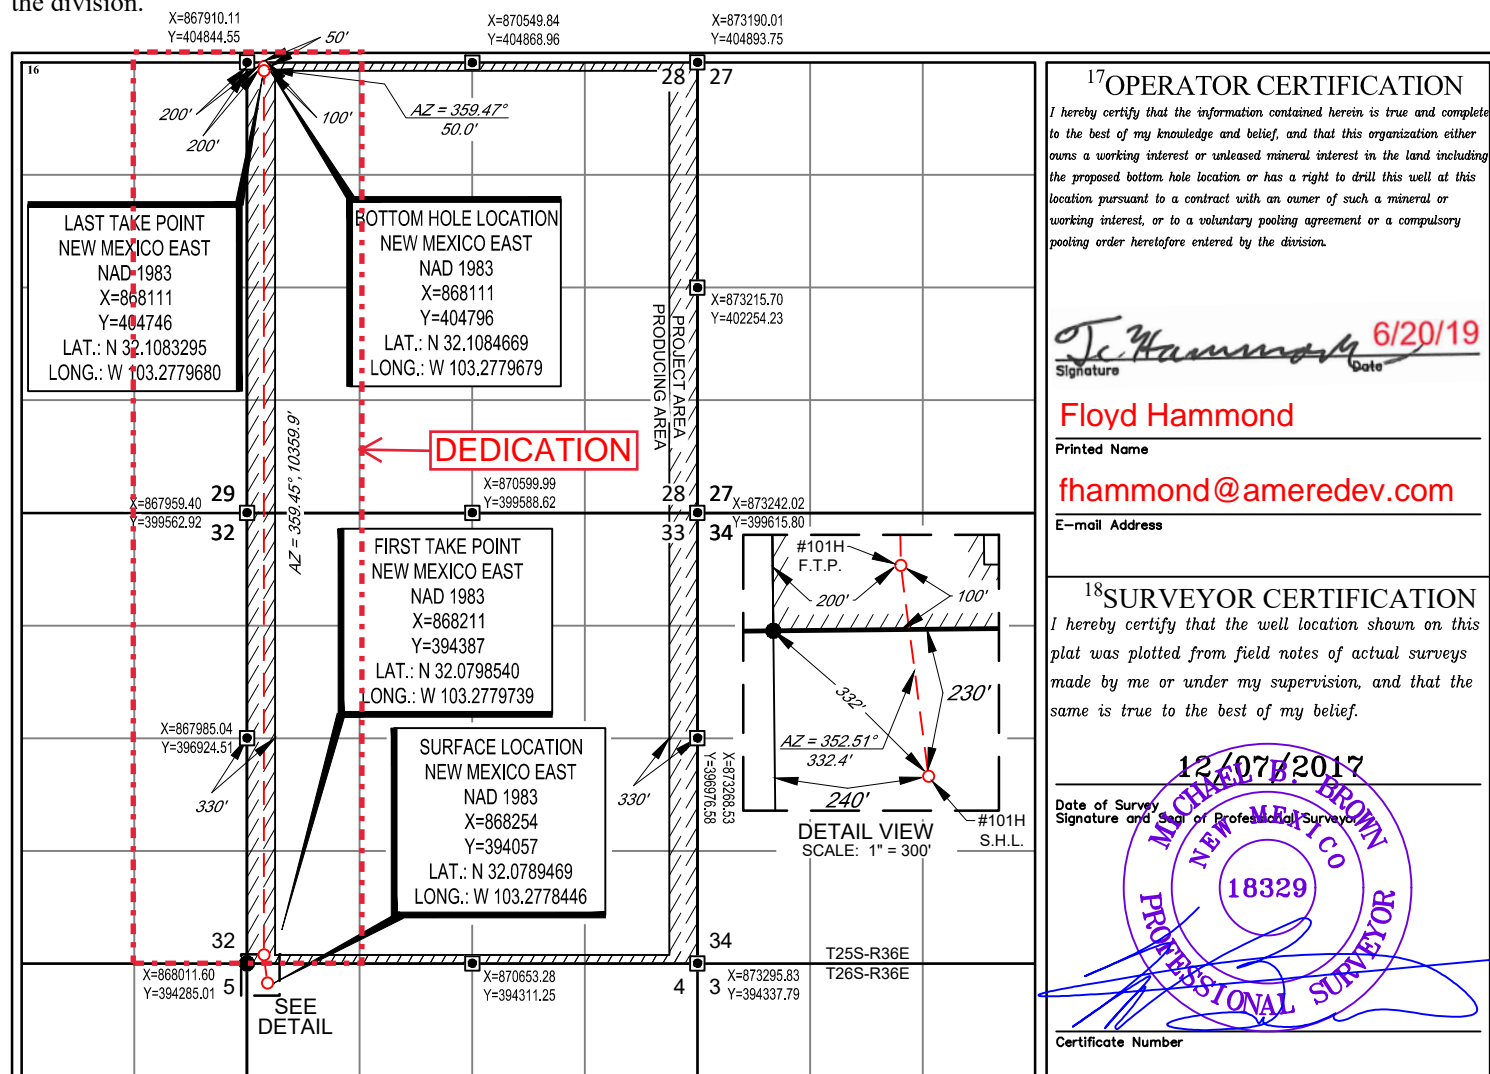 the division.
X=867910.11
Y=404844.55
50'
X=870549.84
Y=404868.96
X=873190.01
Y=404893.75
16
28 27
200'
200'
100'
AZ = 359.47°
50.0'
LAST TAKE POINT
NEW MEXICO EAST
NAD 1983
X=868111
Y=404746
LAT.: N 32.1083295
LONG.: W 103.2779680
BOTTOM HOLE LOCATION
NEW MEXICO EAST
NAD 1983
X=868111
Y=404796
LAT.: N 32.1084669
LONG.: W 103.2779679
X=873215.70
Y=402254.23
PROJECT AREA
PRODUCING AREA
AZ = 359.45°, 10359.9'
DEDICATION
X=867959.40
Y=399562.92
29
32
X=870599.99
Y=399588.62
28 27
33 34
X=873242.02
Y=399615.80
FIRST TAKE POINT
NEW MEXICO EAST
NAD 1983
X=868211
Y=394387
LAT.: N 32.0798540
LONG.: W 103.2779739
#101H
F.T.P.
200'
100'
332'
230'
AZ = 352.51°
332.4'
240'
#101H
S.H.L.
DETAIL VIEW
SCALE: 1" = 300'
X=867985.04
Y=396924.51
330'
SURFACE LOCATION
NEW MEXICO EAST
NAD 1983
X=868254
Y=394057
LAT.: N 32.0789469
LONG.: W 103.2778446
330'
X=873268.53
Y=396976.58
32
5
X=868011.60
Y=394285.01
SEE
DETAIL
X=870653.28
Y=394311.25
34
4 3
X=873295.83
Y=394337.79
T25S-R36E
T26S-R36E
17OPERATOR CERTIFICATION
I hereby certify that the information contained herein is true and complete
to the best of my knowledge and belief, and that this organization either
owns a working interest or unleased mineral interest in the land including
the proposed bottom hole location or has a right to drill this well at this
location pursuant to a contract with an owner of such a mineral or
working interest, or to a voluntary pooling agreement or a compulsory
pooling order heretofore entered by the division.
6/20/19
Signature Date
Floyd Hammond
Printed Name
fhammond@ameredev.com
E-mail Address
18SURVEYOR CERTIFICATION
I hereby certify that the well location shown on this
plat was plotted from field notes of actual surveys
made by me or under my supervision, and that the
same is true to the best of my belief.
12/07/2017
Date of Survey
Signature and Seal of Professional Surveyor
MICHAEL B. BROWN
NEW MEXICO
18329
PROFESSIONAL SURVEYOR
Certificate Number